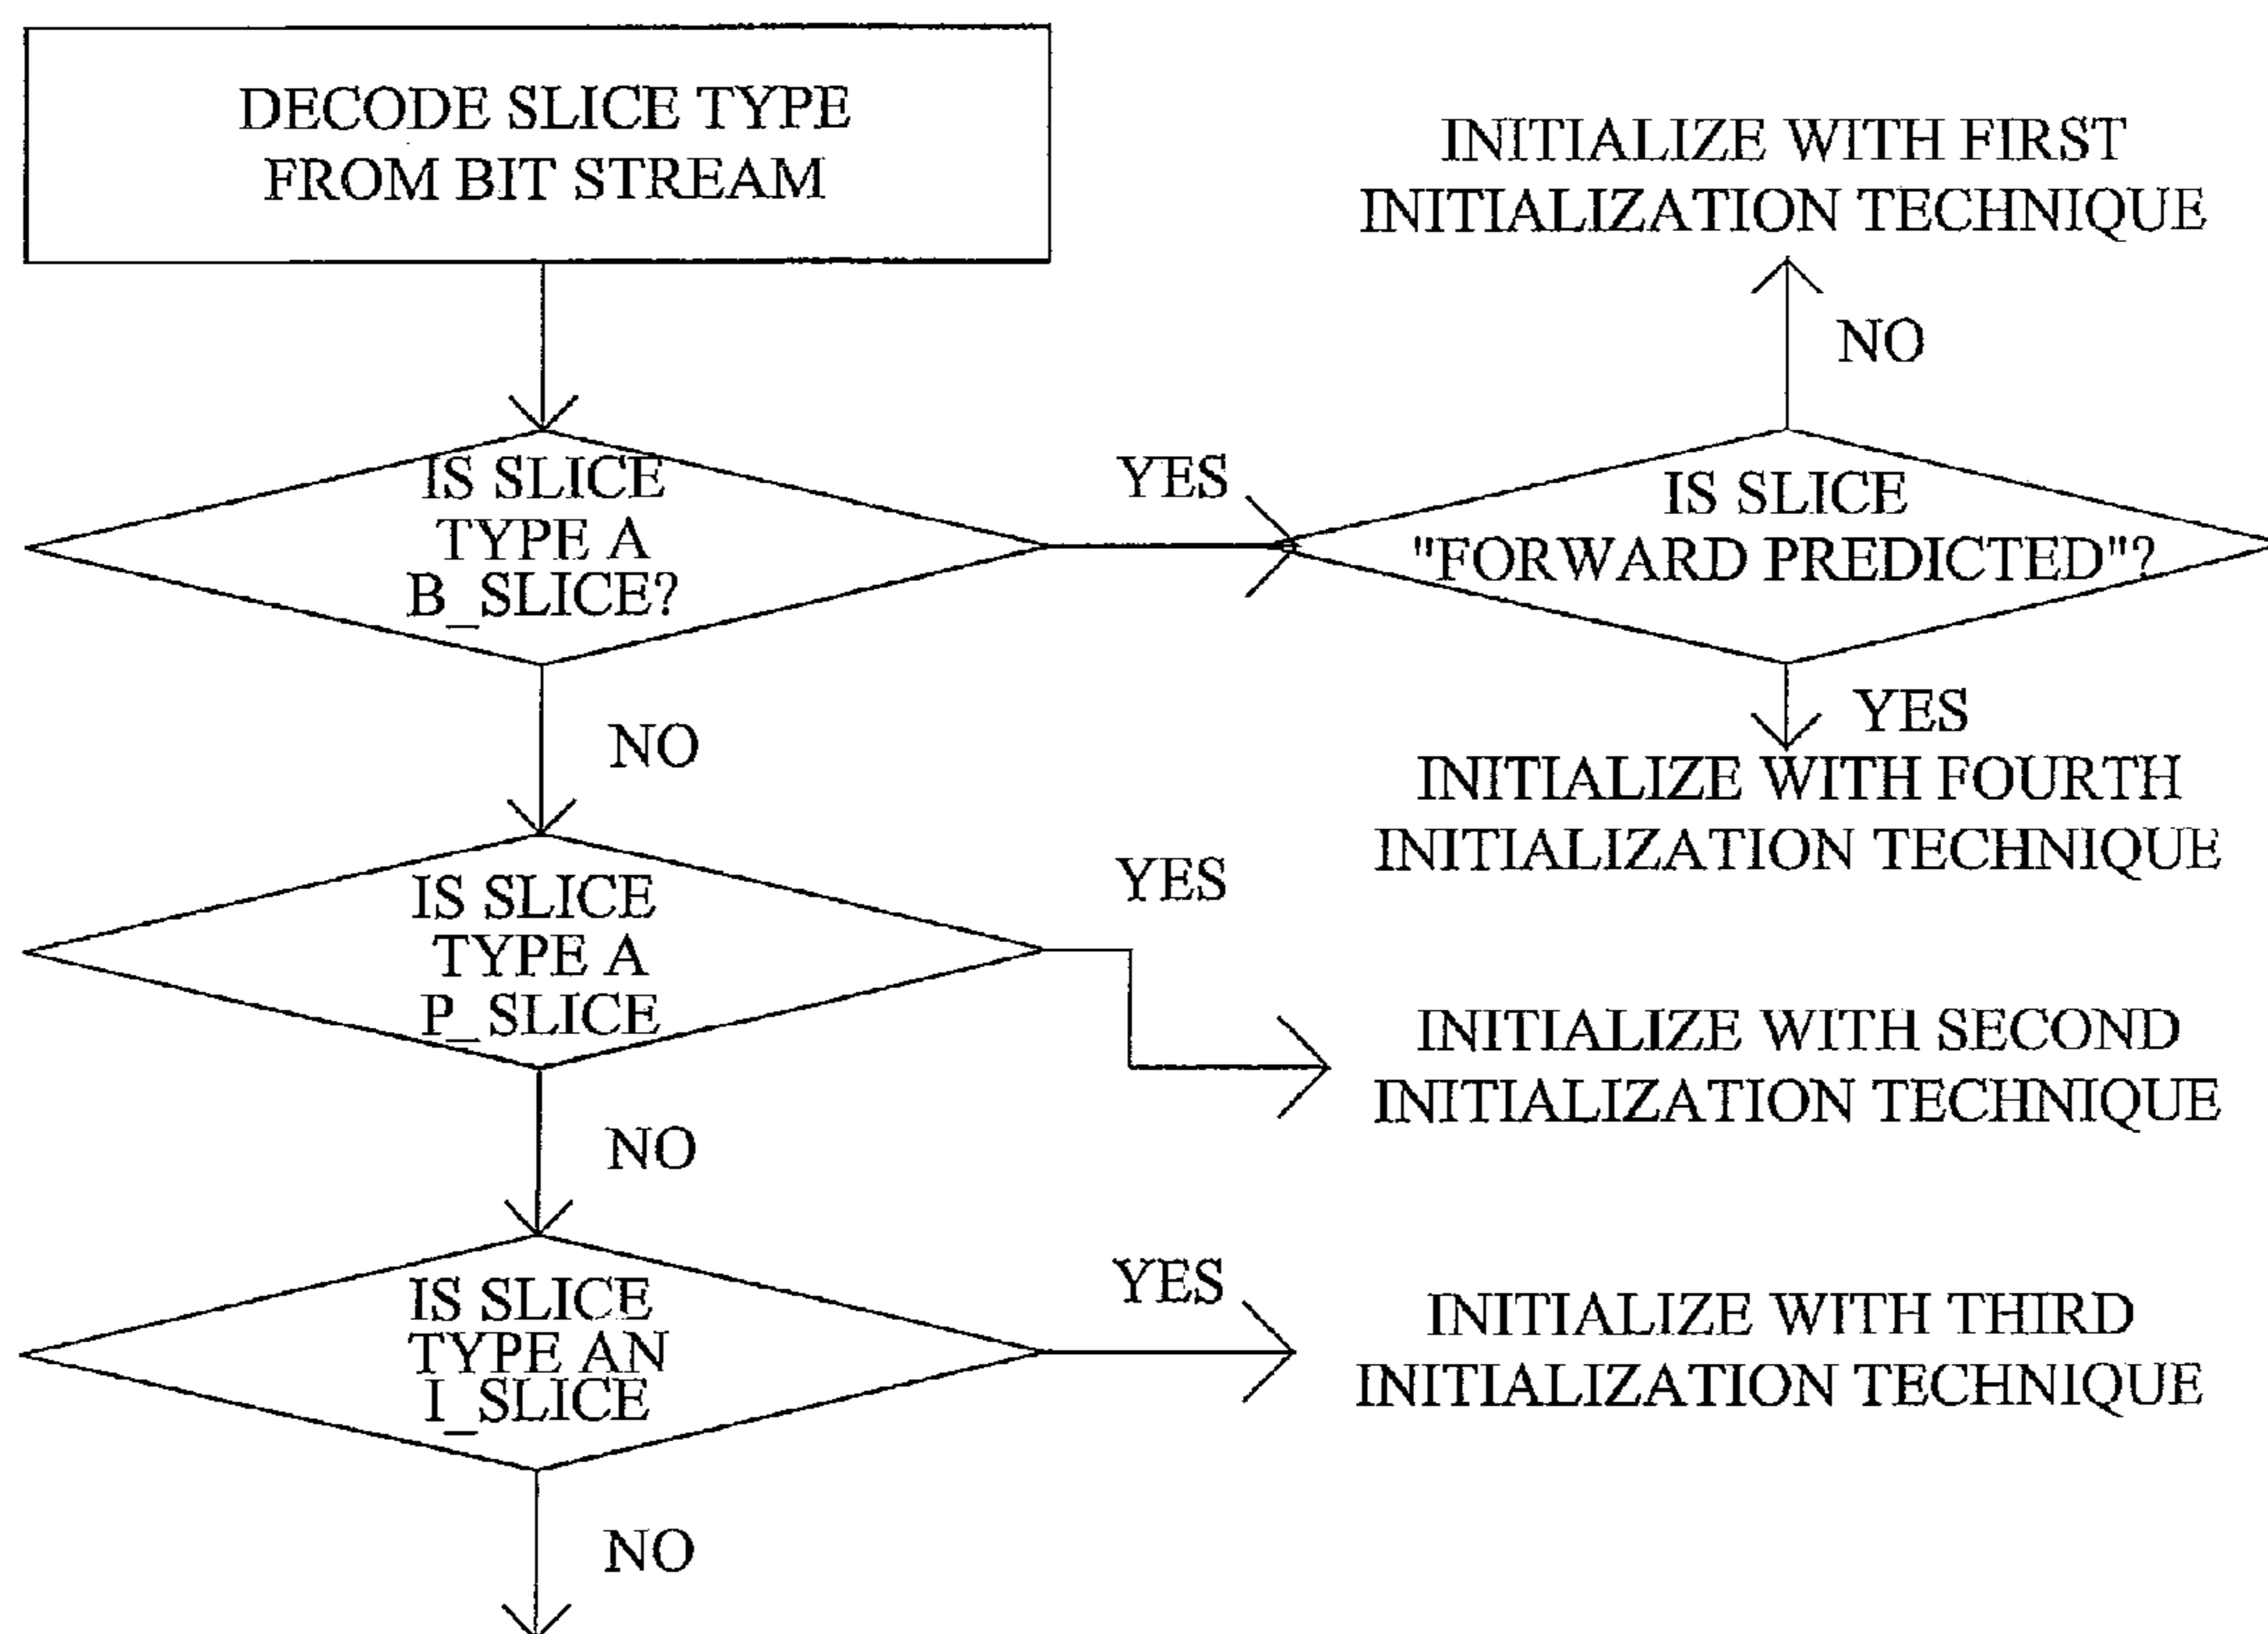 DECODE SLICE TYPE
FROM BIT STREAM
INITIALIZE WITH FIRST
INITIALIZATION TECHNIQUE
NO
IS SLICE
TYPE A
B_SLICE?
YES
IS SLICE
"FORWARD PREDICTED"?
NO
YES
INITIALIZE WITH FOURTH
INITIALIZATION TECHNIQUE
IS SLICE
TYPE A
P_SLICE
YES
INITIALIZE WITH SECOND
INITIALIZATION TECHNIQUE
NO
IS SLICE
TYPE AN
I_SLICE
YES
INITIALIZE WITH THIRD
INITIALIZATION TECHNIQUE
NO